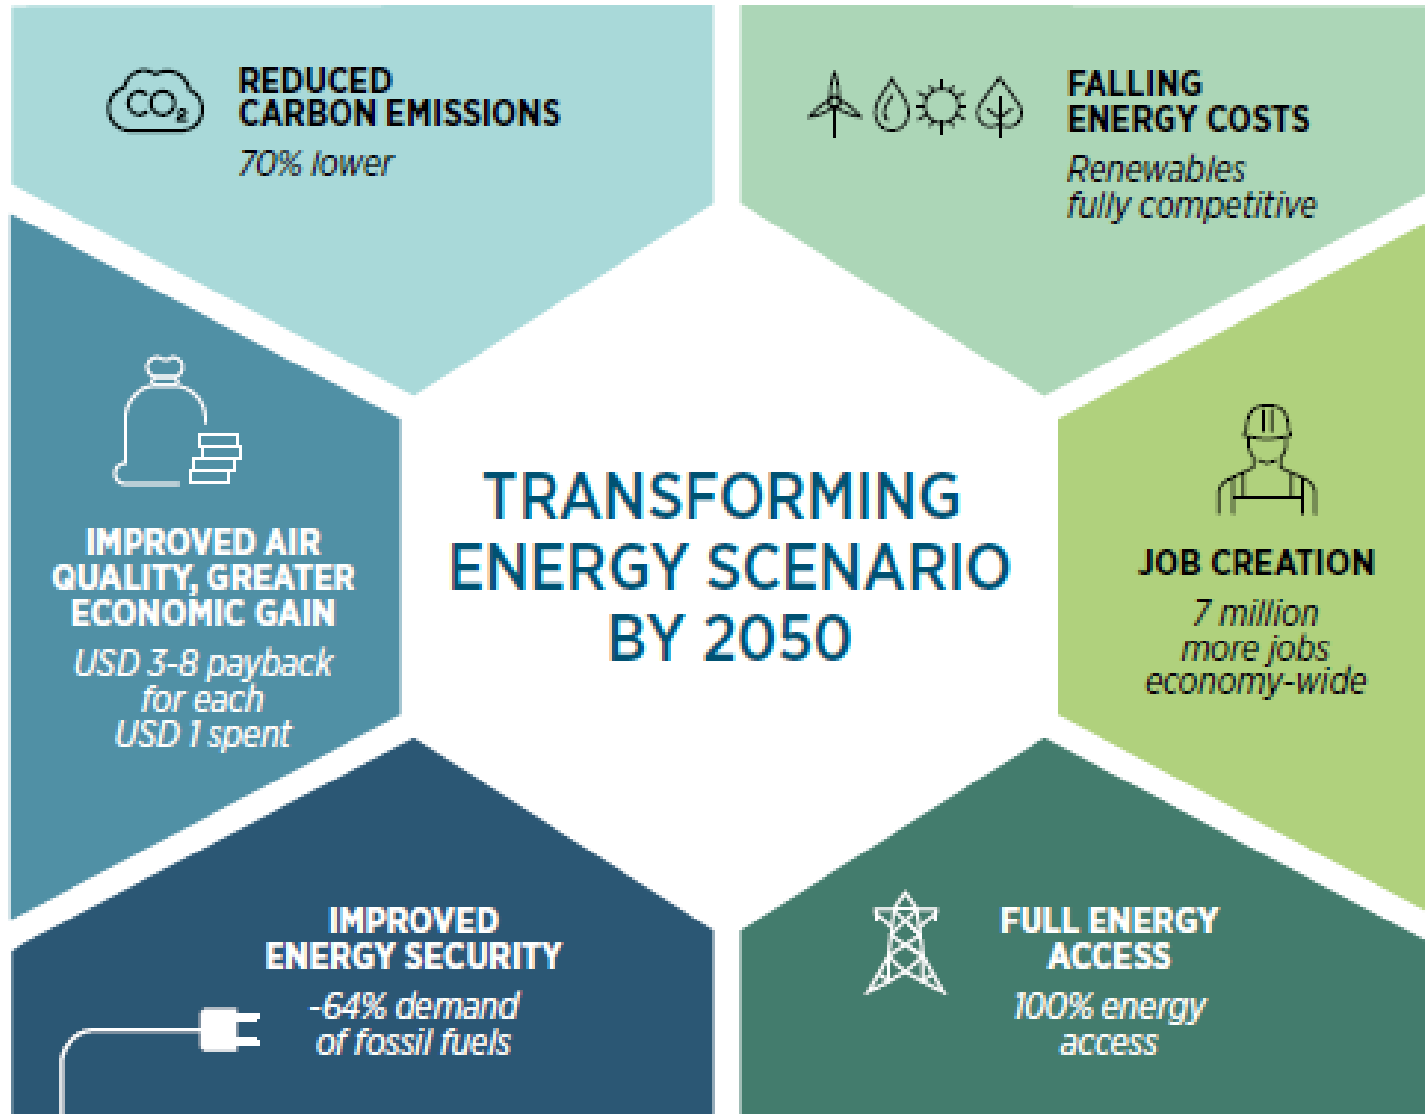 CO₂
REDUCED
CARBON EMISSIONS
70% lower
FALLING
ENERGY COSTS
Renewables
fully competitive
IMPROVED AIR
QUALITY, GREATER
ECONOMIC GAIN
USD 3-8 payback
for each
USD 1 spent
TRANSFORMING
ENERGY SCENARIO
BY 2050
JOB CREATION
7 million
more jobs
economy-wide
IMPROVED
ENERGY SECURITY
-64% demand
of fossil fuels
FULL ENERGY
ACCESS
100% energy
access